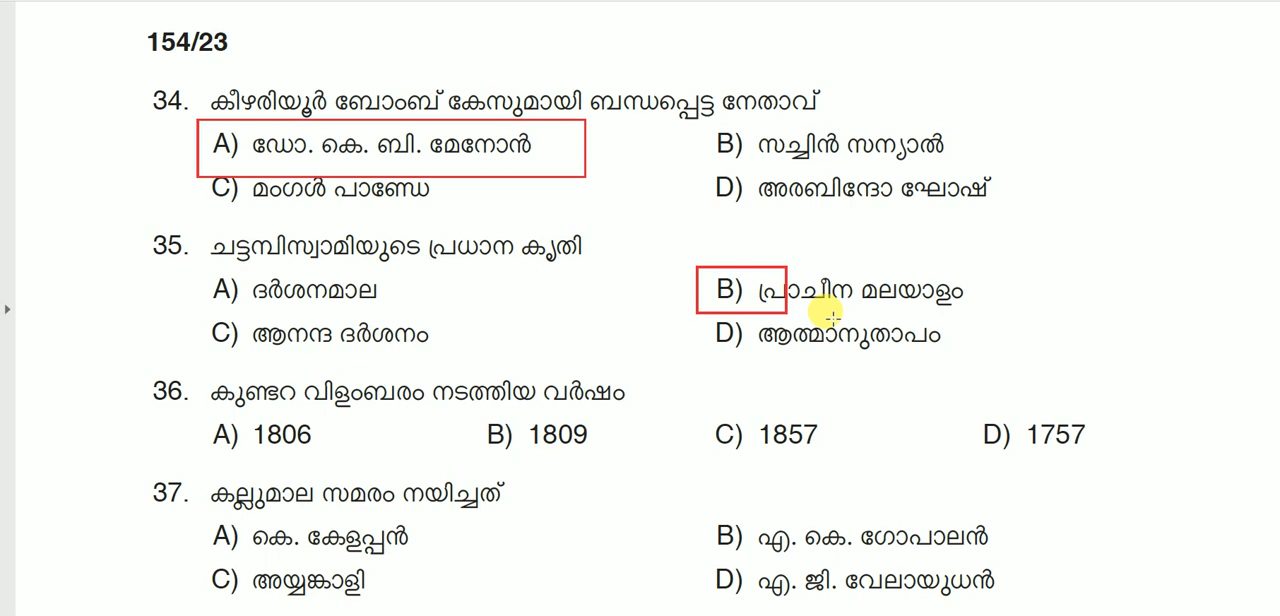 154/23
34. കീഴരിയൂർ ബോംബ് കേസുമായി ബന്ധപ്പെട്ട നേതാവ്
A) ഡോ. കെ. ബി. മേനോൻ B) സച്ചിൻ സന്യാൽ
C) മംഗൾ പാണ്ഡേ D) അരബിന്ദോ ഘോഷ്
35. ചട്ടമ്പിസ്വാമിയുടെ പ്രധാന കൃതി
A) ദർശനമാല B) പ്രാചീന മലയാളം
C) ആനന്ദ ദർശനം D) ആത്മാനുതാപം
36. കുണ്ടറ വിളംബരം നടത്തിയ വർഷം
A) 1806 B) 1809 C) 1857 D) 1757
37. കല്ലുമാല സമരം നയിച്ചത്
A) കെ. കേളപ്പൻ B) എ. കെ. ഗോപാലൻ
C) അയ്യങ്കാളി D) എ. ജി. വേലായുധൻ